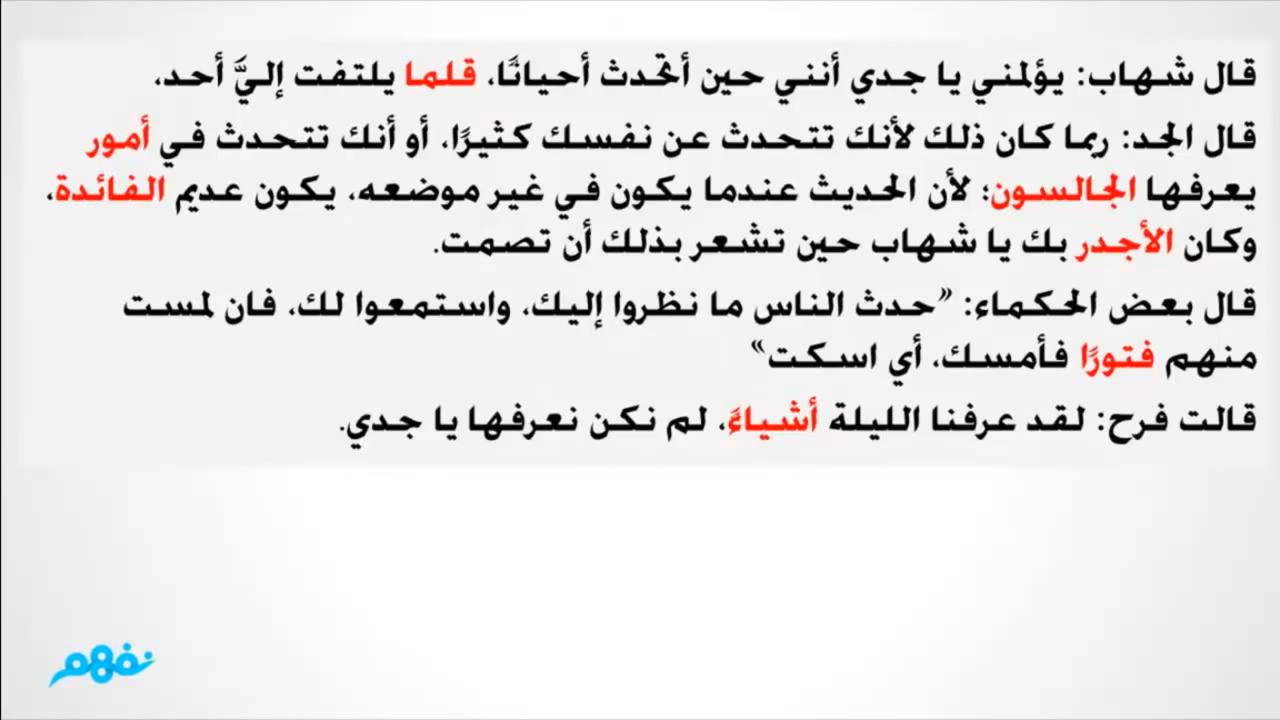 قال شهاب: يؤلمني يا جدي أنني حين أتحدث أحيانًا، قلما يلتفت إليَّ أحد،
قال الجد: ربما كان ذلك لأنك تتحدث عن نفسك كثيرًا، أو أنك تتحدث في أمور
يعرفها الجالسون؛ لأن الحديث عندما يكون في غير موضعه، يكون عديم الفائدة،
وكان الأجدر بك يا شهاب حين تشعر بذلك أن تصمت.
قال بعض الحكماء: "حدث الناس ما نظروا إليك، واستمعوا لك، فان لمست
منهم فتورًا فأمسك، أي اسكت"
قالت فرح: لقد عرفنا الليلة أشياءً، لم نكن نعرفها يا جدي.
نفهم